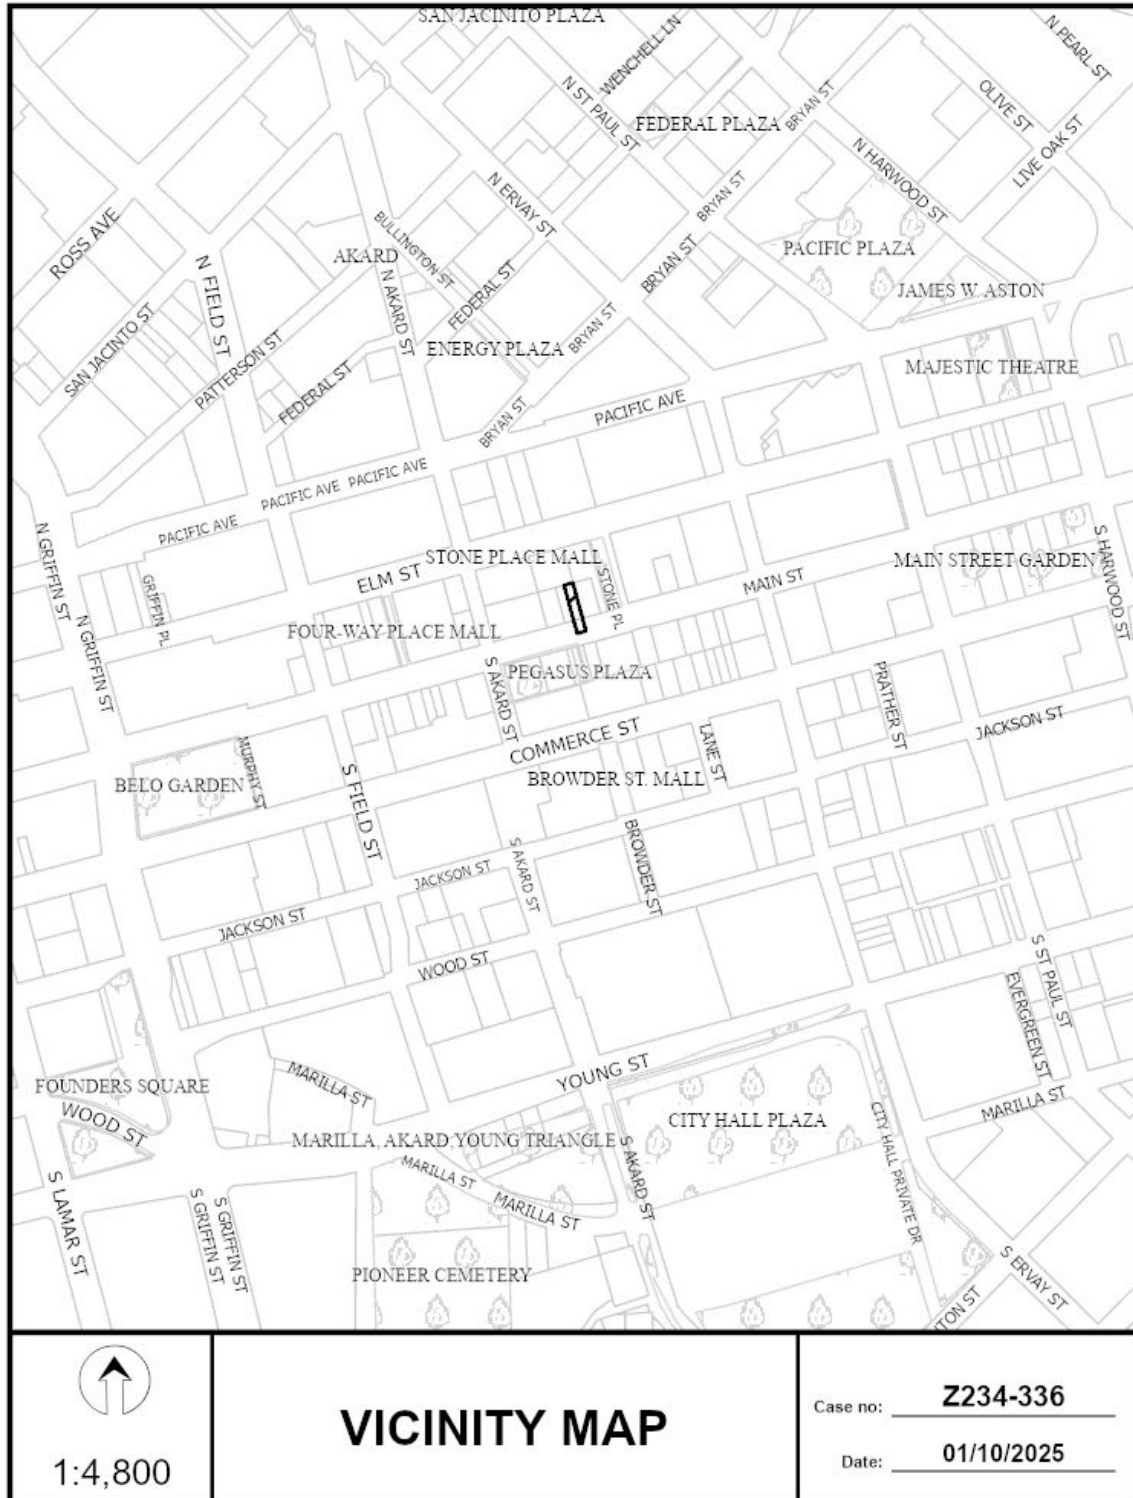 SAN JACINITO PLAZA
N PEARL ST
WENCHELL LN
N ST PAUL ST
OLIVE ST
BRYAN ST
FEDERAL PLAZA
LIVE OAK ST
N HARWOOD ST
N ERVAY ST
BRYAN ST
ROSS AVE
BULLINGTON ST
AKARD
PACIFIC PLAZA
BRYAN ST
N FIELD ST
N AKARD ST
FEDERAL ST
JAMES W. ASTON
SAN JACINTO ST
BRYAN ST
ENERGY PLAZA
PATTERSON ST
MAJESTIC THEATRE
FEDERAL ST
PACIFIC AVE
BRYAN ST
PACIFIC AVE
PACIFIC AVE
PACIFIC AVE
N GRIFFIN ST
STONE PLACE MALL
MAIN STREET GARDEN
S HARWOOD ST
ELM ST
MAIN ST
STONE PL
GRIFFIN PL
FOUR-WAY PLACE MALL
N GRIFFIN ST
PEGASUS PLAZA
S AKARD ST
PRATHER ST
JACKSON ST
COMMERCE ST
LANE ST
MURPHY ST
BELO GARDEN
BROWDER ST. MALL
S FIELD ST
BROWDER ST
S AKARD ST
JACKSON ST
JACKSON ST
WOOD ST
S ST PAUL ST
EVERGREEN ST
YOUNG ST
FOUNDERS SQUARE
MARILLA ST
MARILLA ST
WOOD ST
CITY HALL PLAZA
MARILLA, AKARD, YOUNG TRIANGLE
CITY HALL PRIVATE DR
S AKARD ST
MARILLA ST
MARILLA ST
S LAMAR ST
S GRIFFIN ST
S GRIFFIN ST
PIONEER CEMETERY
S ERVAY ST
TON ST
1:4,800
VICINITY MAP
Case no: Z234-336
Date: 01/10/2025